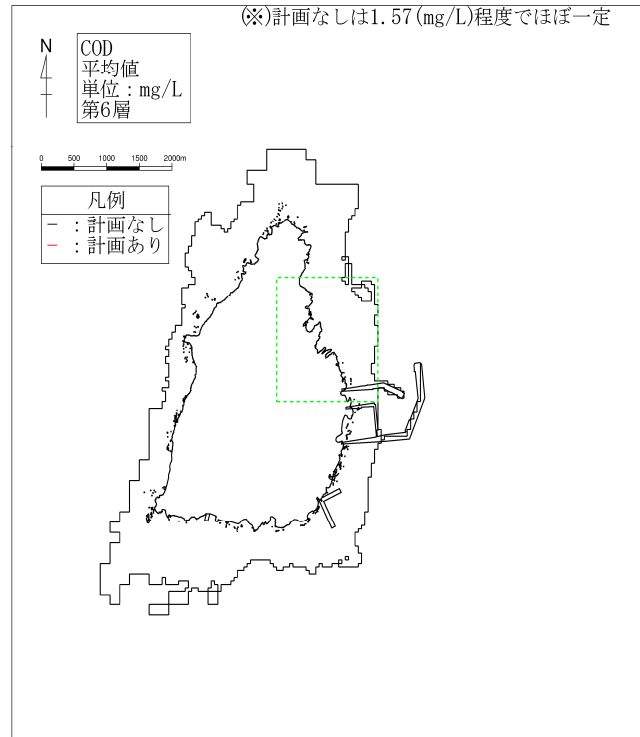 (※)計画なしは1.57(mg/L)程度でほぼ一定
N
COD
平均値
単位：mg/L
第6層
0 500 1000 1500 2000m
凡例
− ：計画なし
− ：計画あり